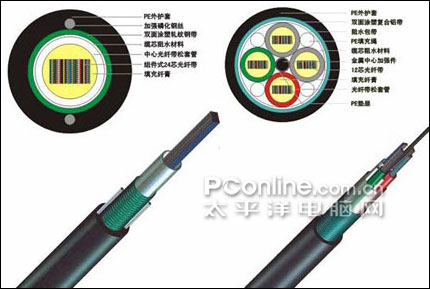 PE外护套
加强磷化钢丝
双面涂塑轧纹钢带
缆芯阻水材料
中心光纤带松套管
组件式24芯光纤带
填充纤膏
PE外护套
双面涂塑复合铝带
阻水包带
PE填充绳
缆芯阻水材料
金属中心加强件
12芯光纤带
填充纤膏
光纤带松套管
PE垫层
PConline.com.cn
太平洋电脑网